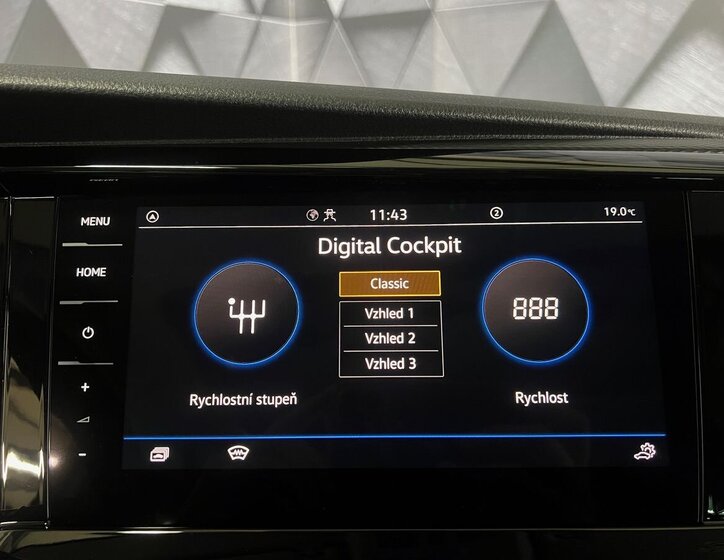 MENU
HOME
+
-
11:43
2
19.0°C
Digital Cockpit
Classic
Vzhled 1
Vzhled 2
Vzhled 3
888
Rychlostní stupeň
Rychlost